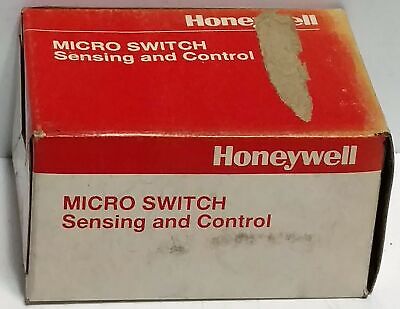 Honeywell
MICRO SWITCH
Sensing and Control
Honeywell
MICRO SWITCH
Sensing and Control